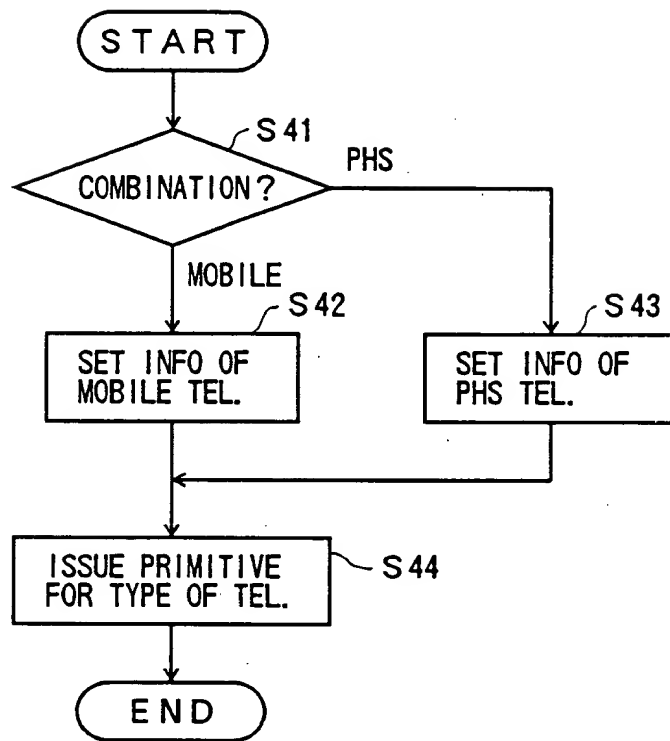 START
S41
COMBINATION?
PHS
MOBILE
S42
S43
SET INFO OF
MOBILE TEL.
SET INFO OF
PHS TEL.
ISSUE PRIMITIVE
FOR TYPE OF TEL.
S44
END